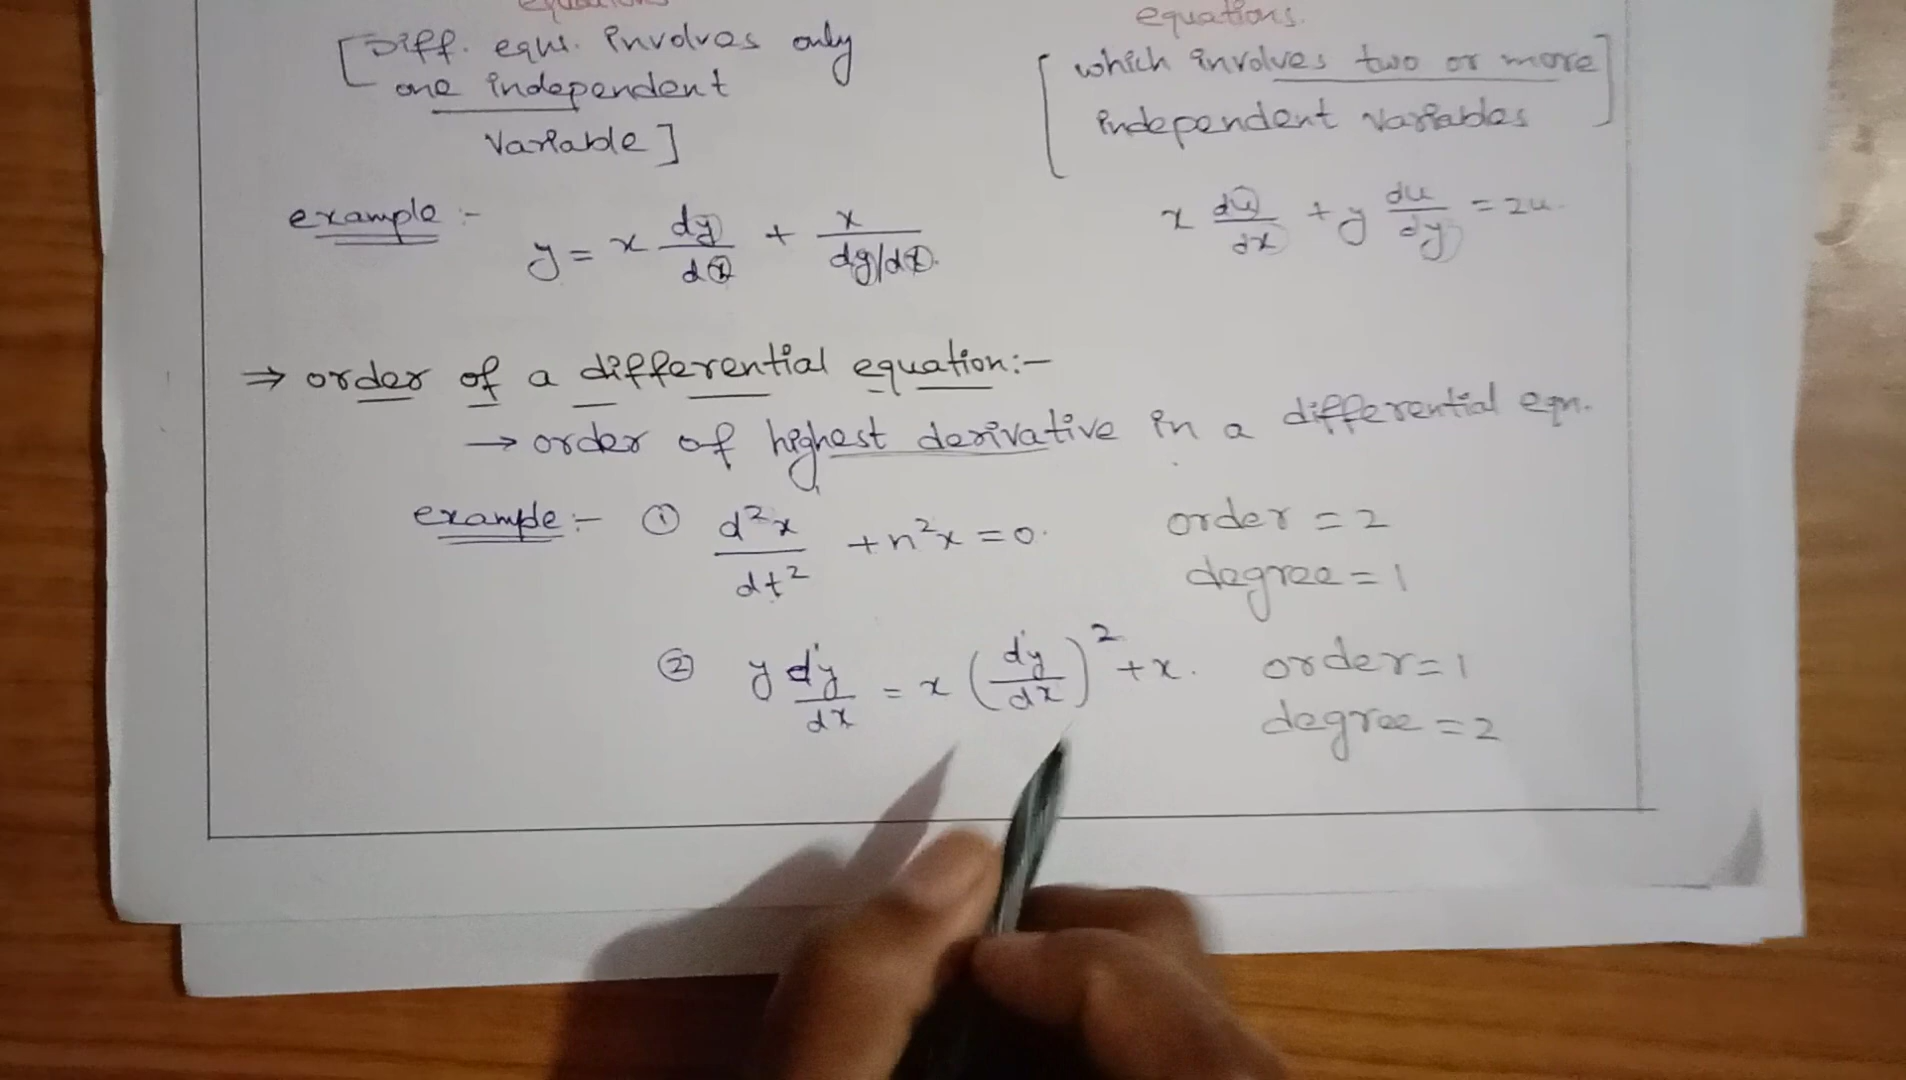 equations
equations.
[Diff. eqns. involves only
one independent
variable]
[which involves two or more
independent variables]
example :- y = x dy/dx + x/(dy/dx).
x du/dx + y du/dy = 2u.
⇒ order of a differential equation:-
→ order of highest derivative in a differential eqn.
example:- ① d²x/dt² + n²x = 0.
order = 2
degree = 1
② y dy/dx = x (dy/dx)² + x.
order = 1
degree = 2